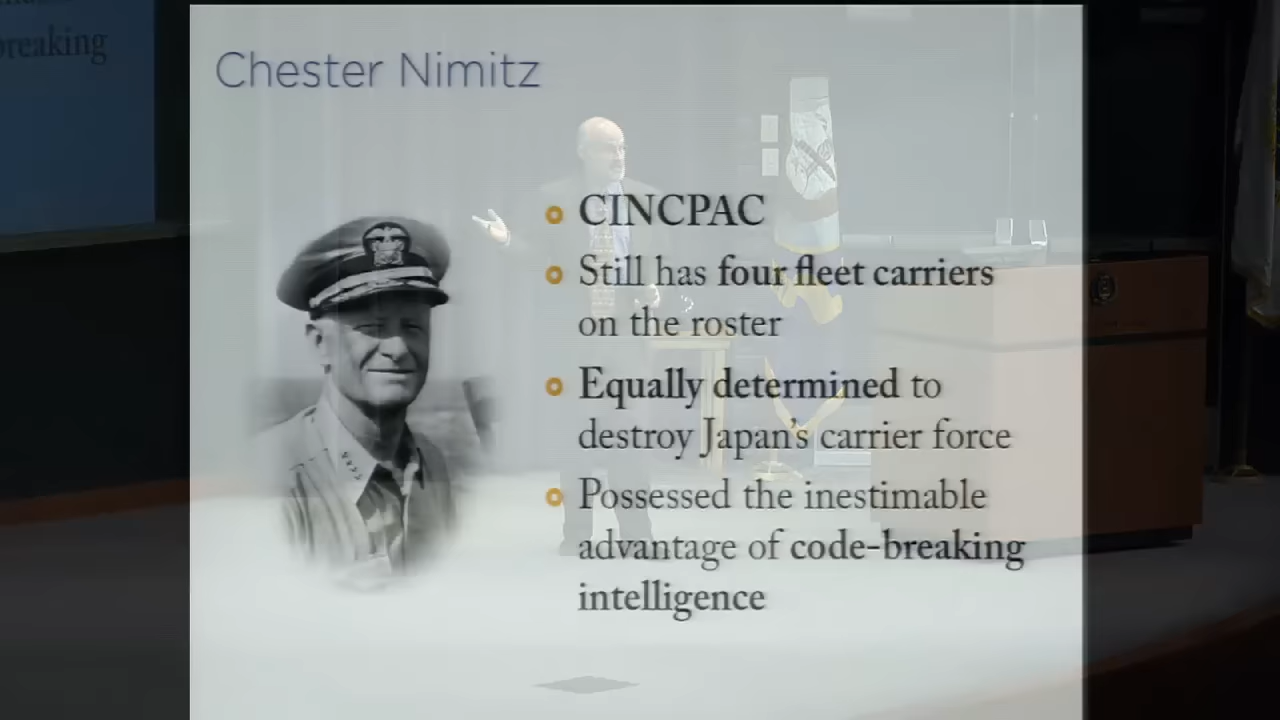 breaking
Chester Nimitz
CINCPAC
Still has four fleet carriers
on the roster
Equally determined to
destroy Japan's carrier force
Possessed the inestimable
advantage of code-breaking
intelligence